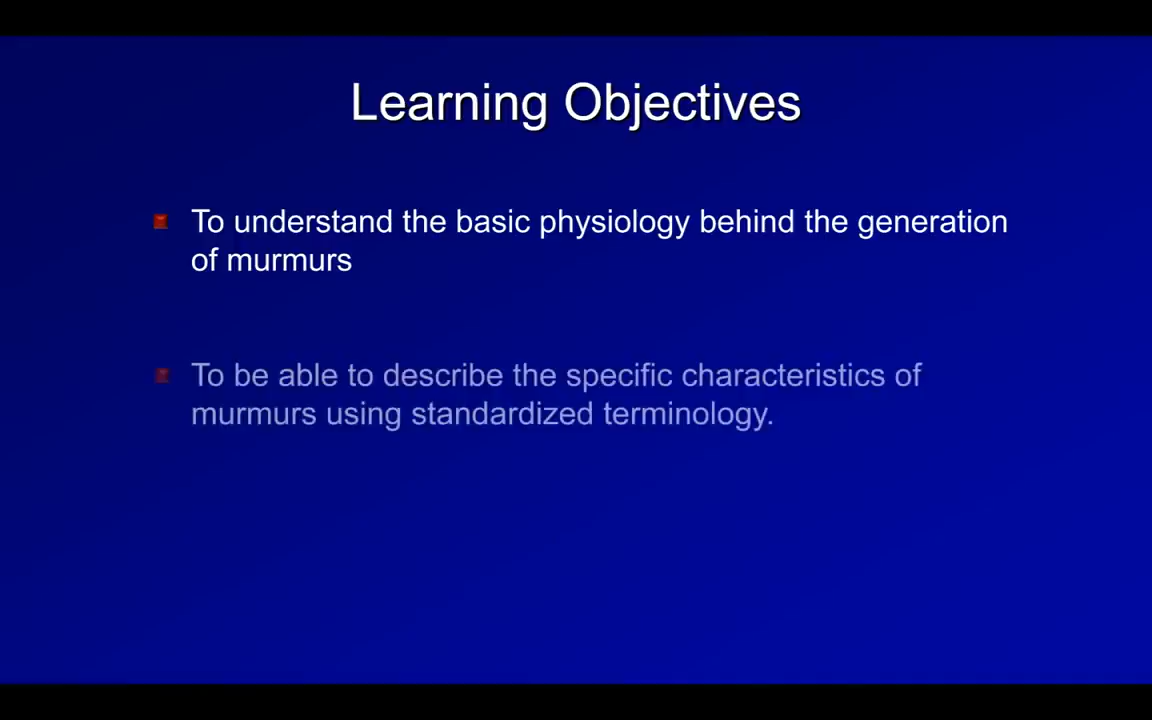 Learning Objectives
To understand the basic physiology behind the generation
of murmurs
To be able to describe the specific characteristics of
murmurs using standardized terminology.